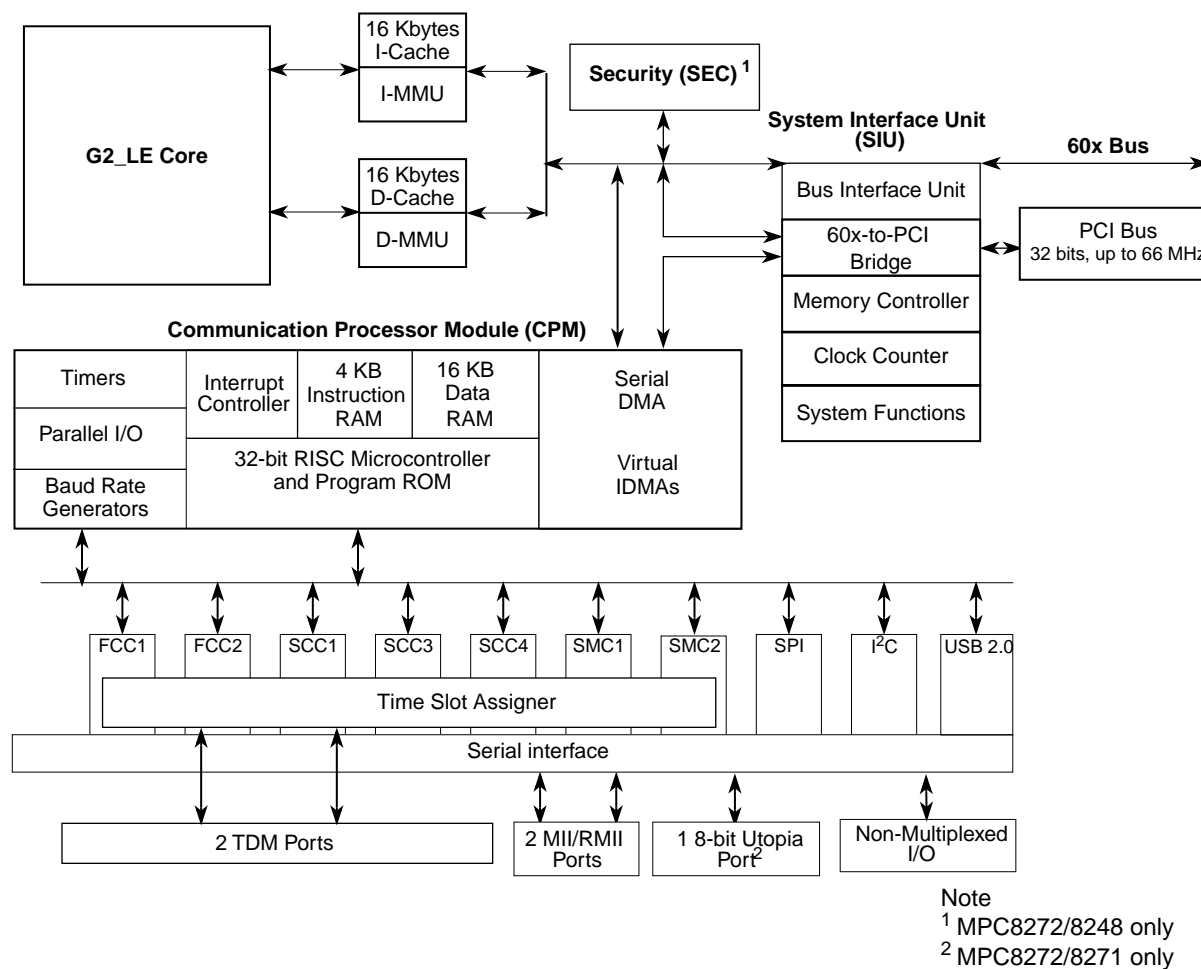 G2_LE Core
16 Kbytes
I-Cache
I-MMU
16 Kbytes
D-Cache
D-MMU
Security (SEC) 1
System Interface Unit
(SIU)
60x Bus
Bus Interface Unit
60x-to-PCI
Bridge
Memory Controller
Clock Counter
System Functions
PCI Bus
32 bits, up to 66 MHz
Communication Processor Module (CPM)
Timers
Parallel I/O
Baud Rate
Generators
Interrupt
Controller
4 KB
Instruction
RAM
16 KB
Data
RAM
32-bit RISC Microcontroller
and Program ROM
Serial
DMA
Virtual
IDMAs
FCC1
FCC2
SCC1
SCC3
SCC4
SMC1
SMC2
SPI
I2C
USB 2.0
Time Slot Assigner
Serial interface
2 TDM Ports
2 MII/RMII
Ports
1 8-bit Utopia
Port2
Non-Multiplexed
I/O
Note
1 MPC8272/8248 only
2 MPC8272/8271 only